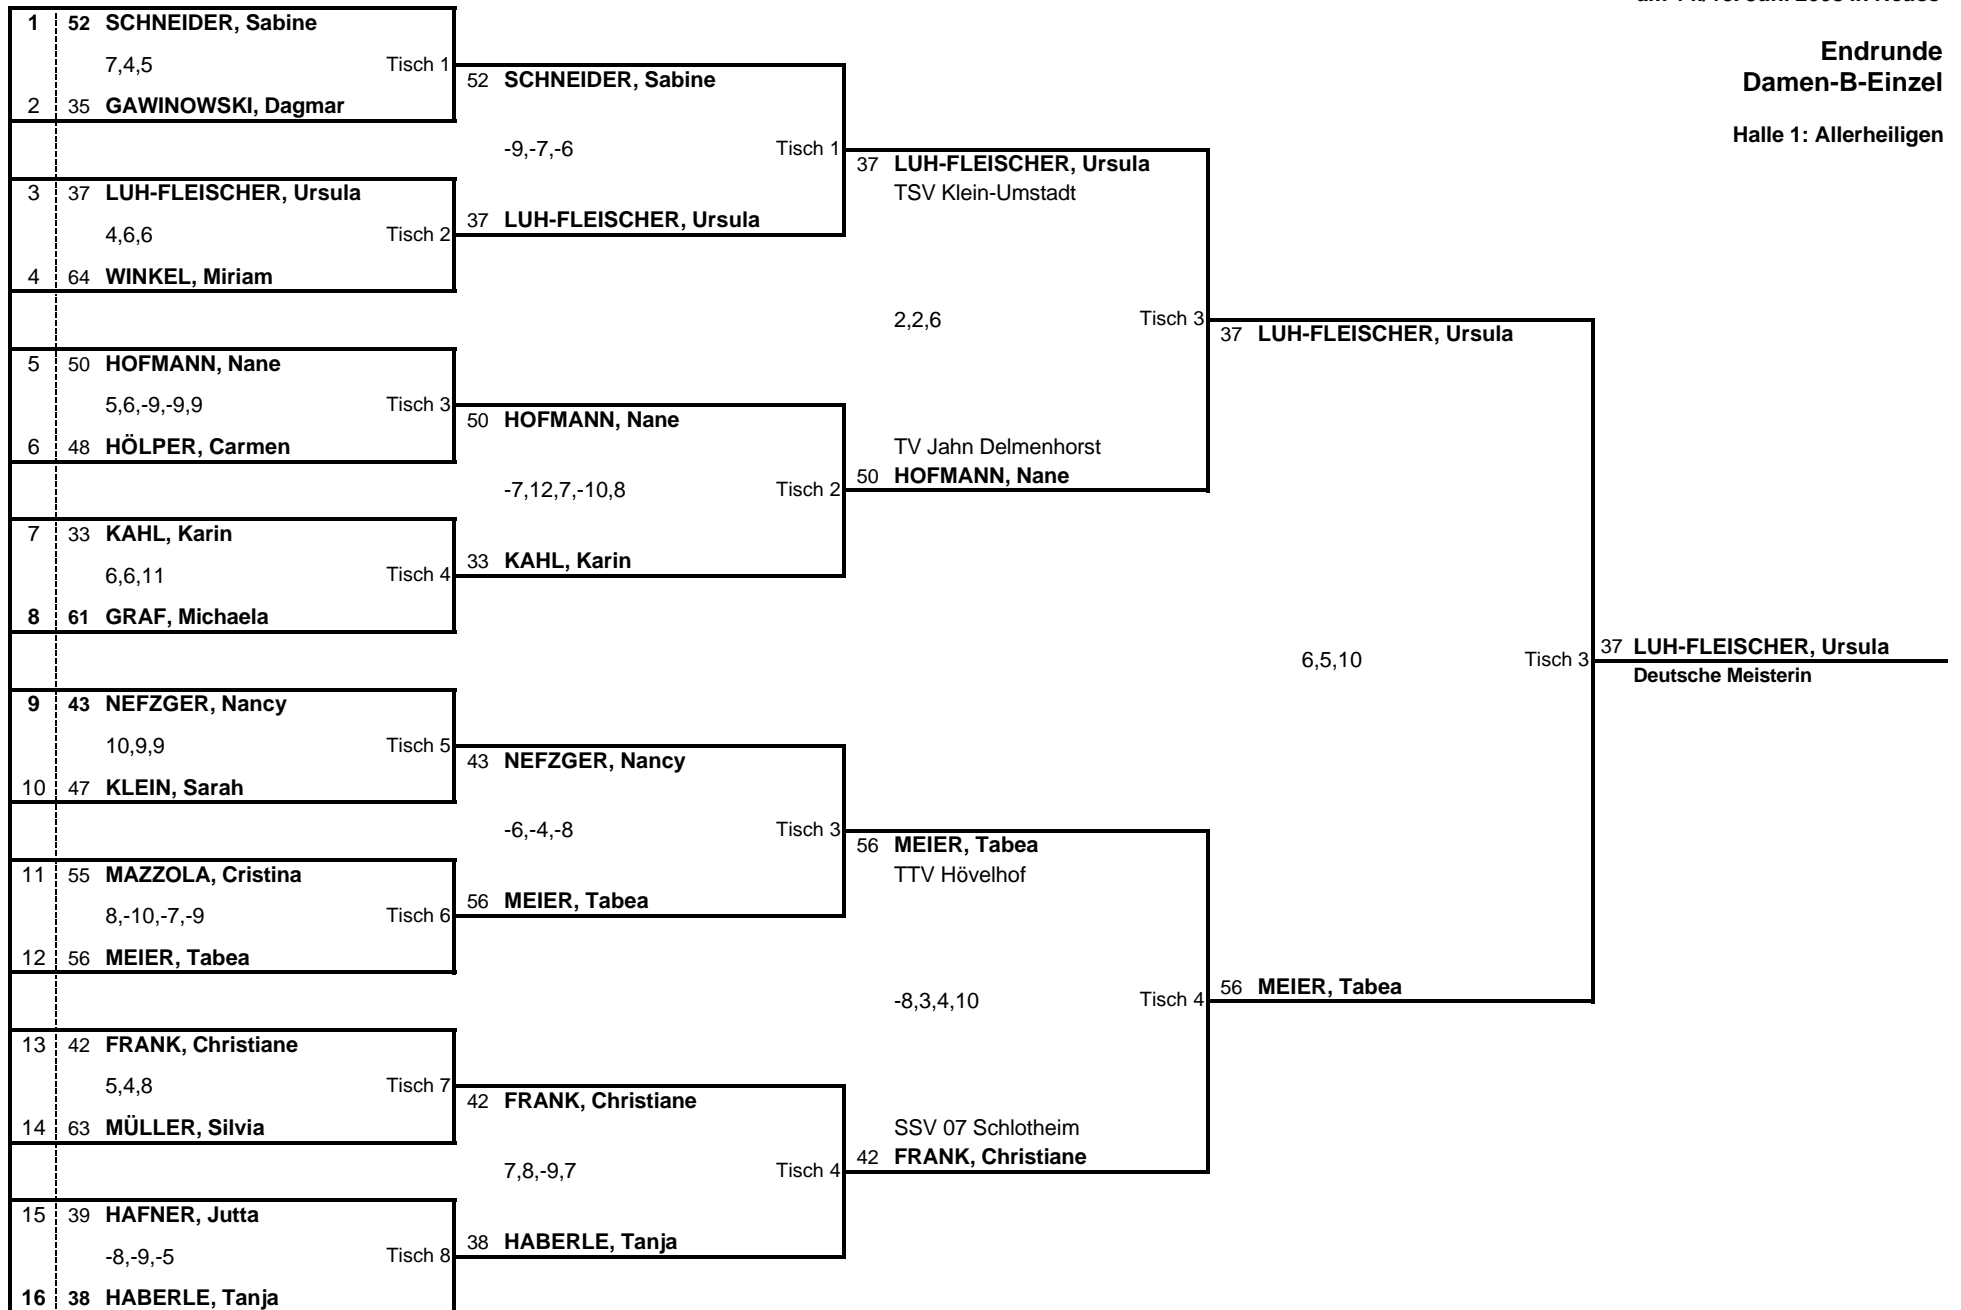 Endrunde
Damen-B-Einzel
Halle 1: Allerheiligen
1 52 SCHNEIDER, Sabine
7,4,5 Tisch 1
2 35 GAWINOWSKI, Dagmar
3 37 LUH-FLEISCHER, Ursula
4,6,6 Tisch 2
4 64 WINKEL, Miriam
5 50 HOFMANN, Nane
5,6,-9,-9,9 Tisch 3
6 48 HÖLPER, Carmen
7 33 KAHL, Karin
6,6,11 Tisch 4
8 61 GRAF, Michaela
9 43 NEFZGER, Nancy
10,9,9 Tisch 5
10 47 KLEIN, Sarah
11 55 MAZZOLA, Cristina
8,-10,-7,-9 Tisch 6
12 56 MEIER, Tabea
13 42 FRANK, Christiane
5,4,8 Tisch 7
14 63 MÜLLER, Silvia
15 39 HAFNER, Jutta
-8,-9,-5 Tisch 8
16 38 HABERLE, Tanja
52 SCHNEIDER, Sabine
-9,-7,-6 Tisch 1
37 LUH-FLEISCHER, Ursula
50 HOFMANN, Nane
-7,12,7,-10,8 Tisch 2
33 KAHL, Karin
43 NEFZGER, Nancy
-6,-4,-8 Tisch 3
56 MEIER, Tabea
42 FRANK, Christiane
7,8,-9,7 Tisch 4
38 HABERLE, Tanja
37 LUH-FLEISCHER, Ursula
TSV Klein-Umstadt
2,2,6 Tisch 3
TV Jahn Delmenhorst
50 HOFMANN, Nane
56 MEIER, Tabea
TTV Hövelhof
-8,3,4,10 Tisch 4
SSV 07 Schlotheim
42 FRANK, Christiane
37 LUH-FLEISCHER, Ursula
6,5,10 Tisch 3
56 MEIER, Tabea
37 LUH-FLEISCHER, Ursula
Deutsche Meisterin